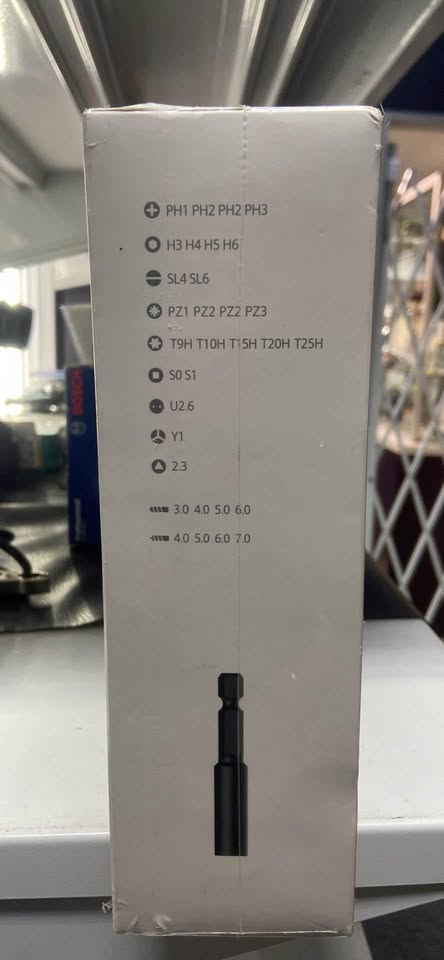 PH1 PH2 PH2 PH3
H3 H4 H5 H6
SL4 SL6
PZ1 PZ2 PZ2 PZ3
T9H T10H T15H T20H T25H
S0 S1
U2.6
Y1
2.3
3.0 4.0 5.0 6.0
4.0 5.0 6.0 7.0
BOSCH
Professional